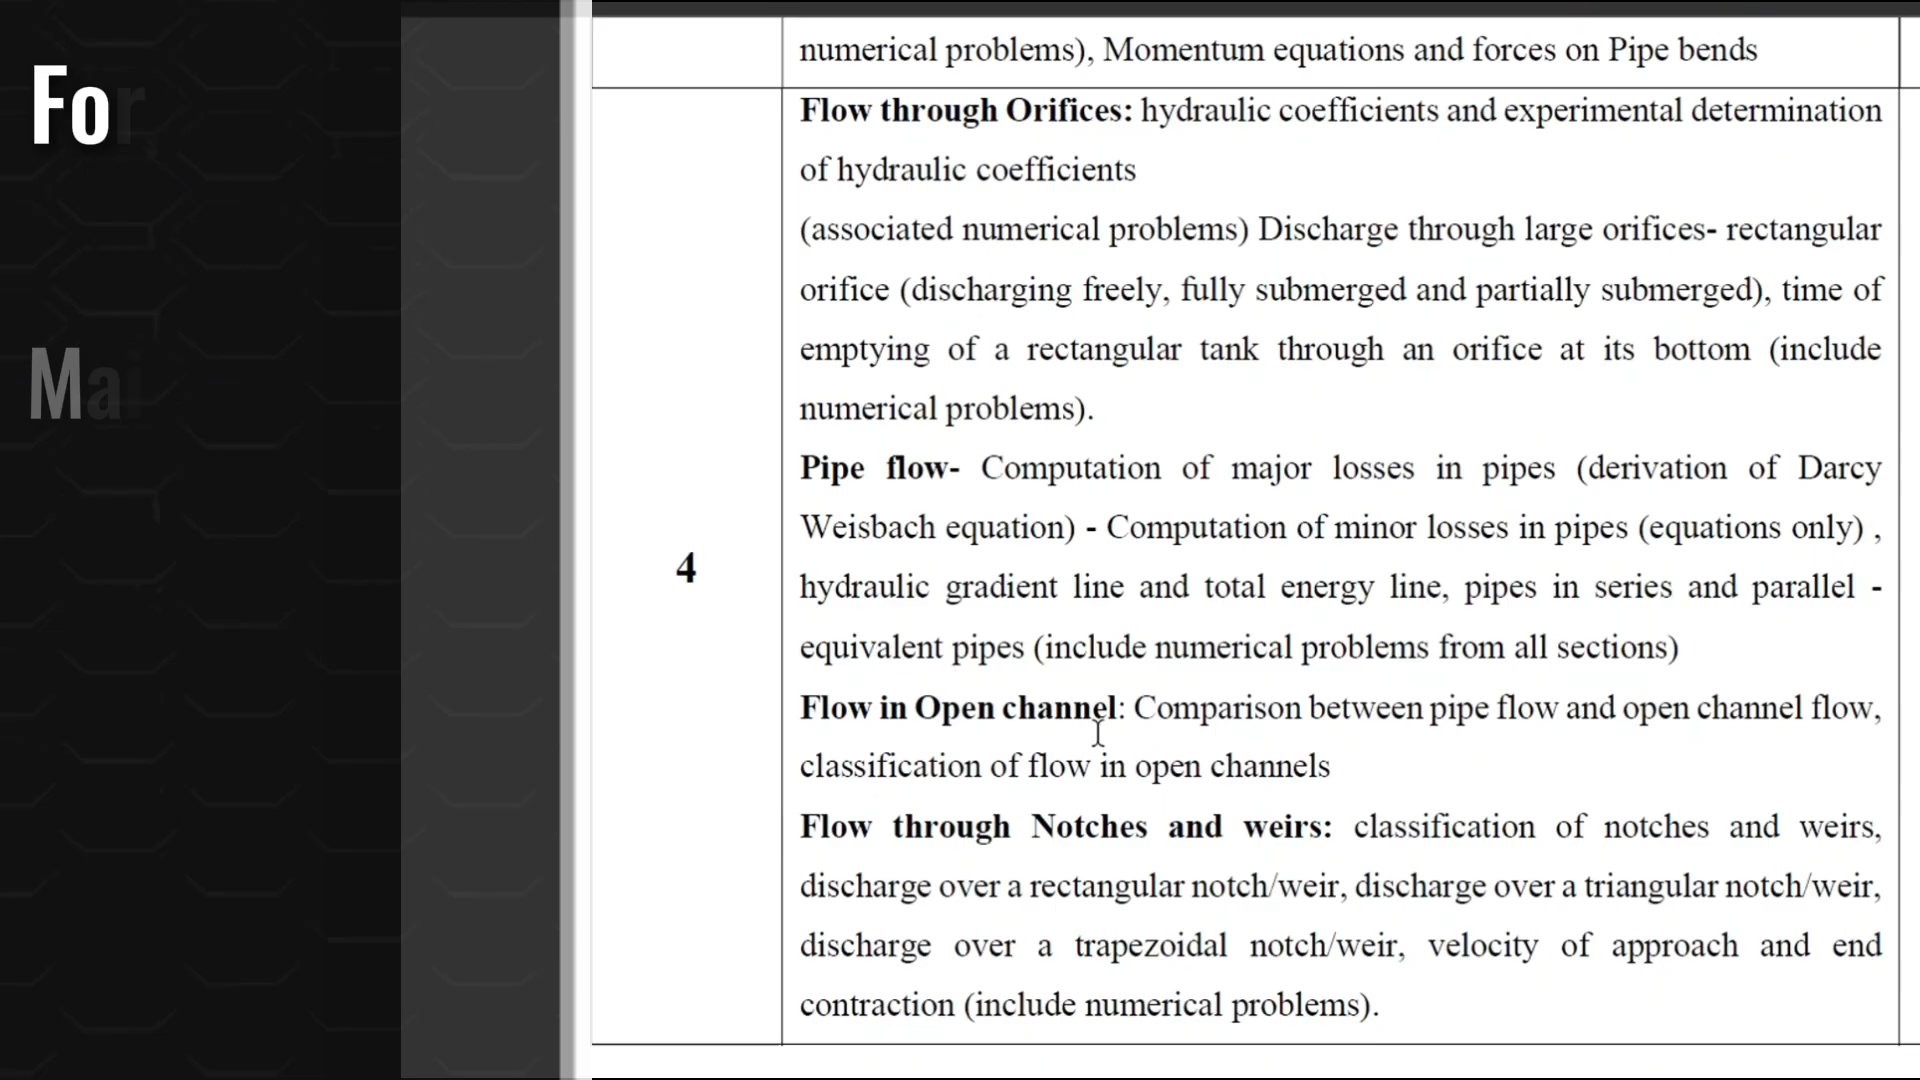 For
Mai
numerical problems), Momentum equations and forces on Pipe bends
4
Flow through Orifices: hydraulic coefficients and experimental determination
of hydraulic coefficients
(associated numerical problems) Discharge through large orifices- rectangular
orifice (discharging freely, fully submerged and partially submerged), time of
emptying of a rectangular tank through an orifice at its bottom (include
numerical problems).
Pipe flow- Computation of major losses in pipes (derivation of Darcy
Weisbach equation) - Computation of minor losses in pipes (equations only) ,
hydraulic gradient line and total energy line, pipes in series and parallel -
equivalent pipes (include numerical problems from all sections)
Flow in Open channel: Comparison between pipe flow and open channel flow,
classification of flow in open channels
Flow through Notches and weirs: classification of notches and weirs,
discharge over a rectangular notch/weir, discharge over a triangular notch/weir,
discharge over a trapezoidal notch/weir, velocity of approach and end
contraction (include numerical problems).